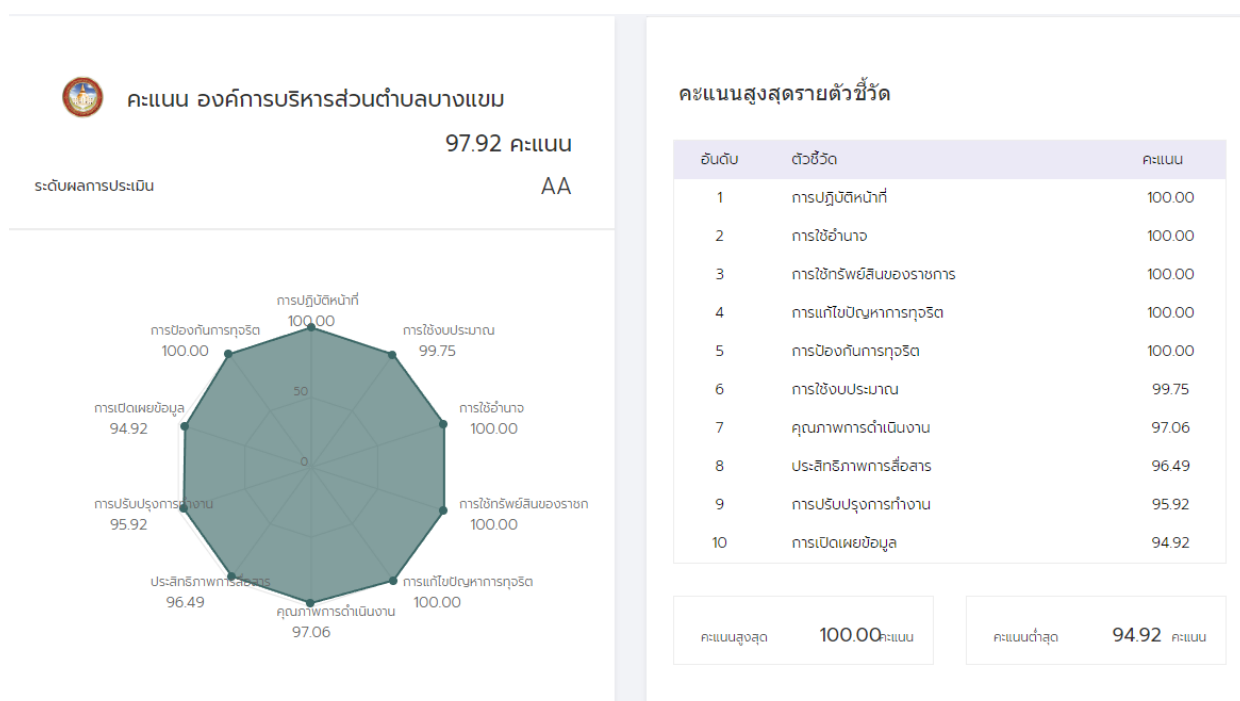 คะแนน องค์การบริหารส่วนตำบลบางแขม
97.92 คะแนน
ระดับผลการประเมิน AA
การปฏิบัติหน้าที่
100.00
การป้องกันการทุจริต
100.00
การใช้งบประมาณ
99.75
50
การเปิดเผยข้อมูล
94.92
การใช้อำนาจ
100.00
0
การปรับปรุงการทำงาน
95.92
การใช้ทรัพย์สินของราชก
100.00
ประสิทธิภาพการสื่อสาร
96.49
การแก้ไขปัญหาการทุจริต
100.00
คุณภาพการดำเนินงาน
97.06
คะแนนสูงสุดรายตัวชี้วัด
อันดับ ตัวชี้วัด คะแนน
1 การปฏิบัติหน้าที่ 100.00
2 การใช้อำนาจ 100.00
3 การใช้ทรัพย์สินของราชการ 100.00
4 การแก้ไขปัญหาการทุจริต 100.00
5 การป้องกันการทุจริต 100.00
6 การใช้งบประมาณ 99.75
7 คุณภาพการดำเนินงาน 97.06
8 ประสิทธิภาพการสื่อสาร 96.49
9 การปรับปรุงการทำงาน 95.92
10 การเปิดเผยข้อมูล 94.92
คะแนนสูงสุด 100.00คะแนน
คะแนนต่ำสุด 94.92 คะแนน